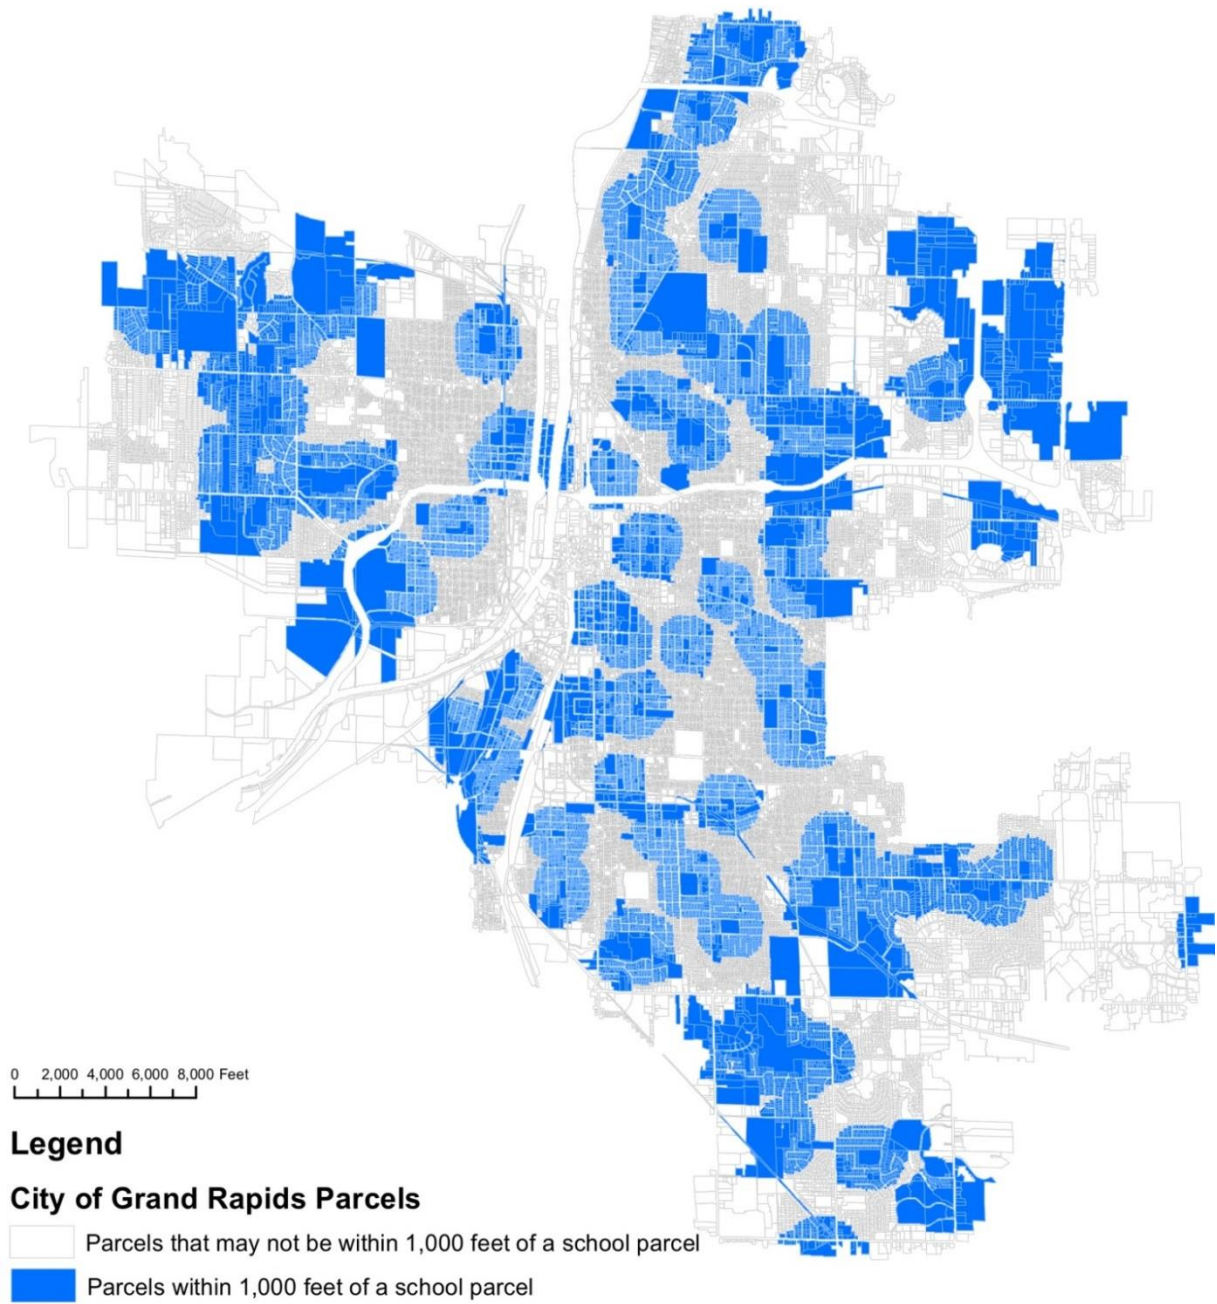 0 2,000 4,000 6,000 8,000 Feet
Legend
City of Grand Rapids Parcels
Parcels that may not be within 1,000 feet of a school parcel
Parcels within 1,000 feet of a school parcel